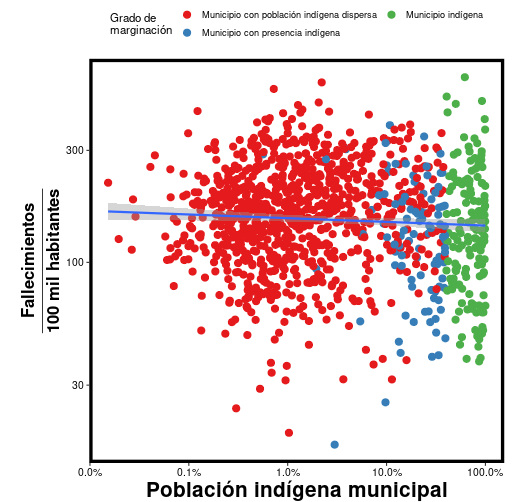 Grado de
marginación
Municipio con población indígena dispersa
Municipio indígena
Municipio con presencia indígena
Fallecimientos
100 mil habitantes
300
100
30
0.0%
0.1%
1.0%
10.0%
100.0%
Población indígena municipal